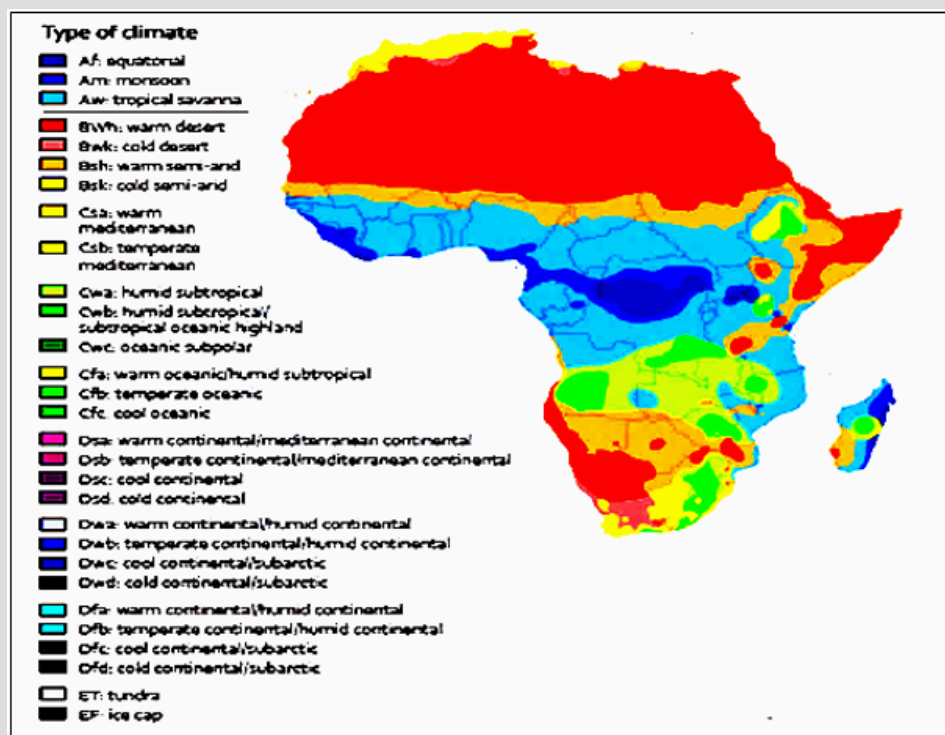 Type of climate
Af: equatorial
Am: monsoon
Aw: tropical savanna
BWh: warm desert
Bwk: cold desert
Bsh: warm semi-arid
Bsk: cold semi-arid
Csa: warm
mediterranean
Csb: temperate
mediterranean
Cwa: humid subtropical
Cwb: humid subtropical/
subtropical oceanic highland
Cwc: oceanic subpolar
Cfa: warm oceanic/humid subtropical
Cfb: temperate oceanic
Cfc: cool oceanic
Dsa: warm continental/mediterranean continental
Dsb: temperate continental/mediterranean continental
Dsc: cool continental
Dsd: cold continental
Dwa: warm continental/humid continental
Dwb: temperate continental/humid continental
Dwc: cool continental/subarctic
Dwd: cold continental/subarctic
Dfa: warm continental/humid continental
Dfb: temperate continental/humid continental
Dfc: cool continental/subarctic
Dfd: cold continental/subarctic
ET: tundra
EF: ice cap